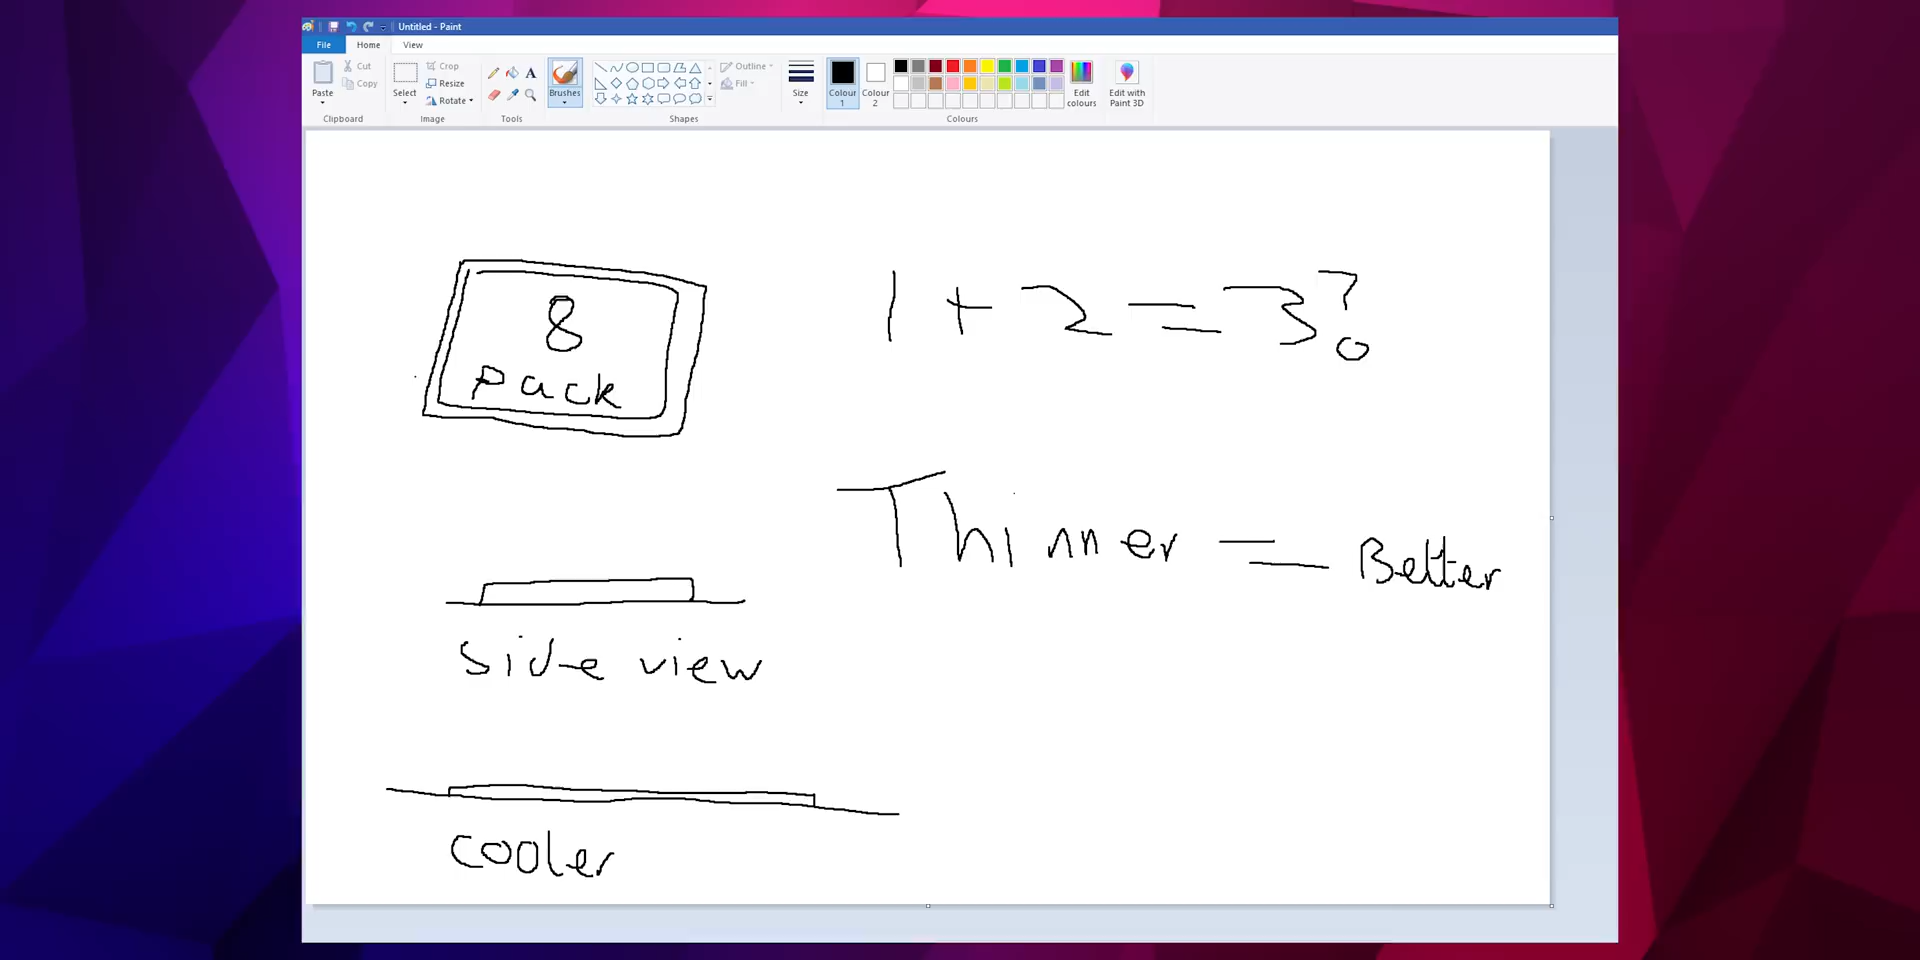 Untitled - Paint
File Home View
Paste
Cut
Copy
Clipboard
Select
Crop
Resize
Rotate
Image
A
Tools
Brushes
Outline
Fill
Shapes
Size
Colour 1
Colour 2
Edit colours
Edit with Paint 3D
Colours
8
pack
1 + 2 = 3?
Thinner = Better
side view
cooler